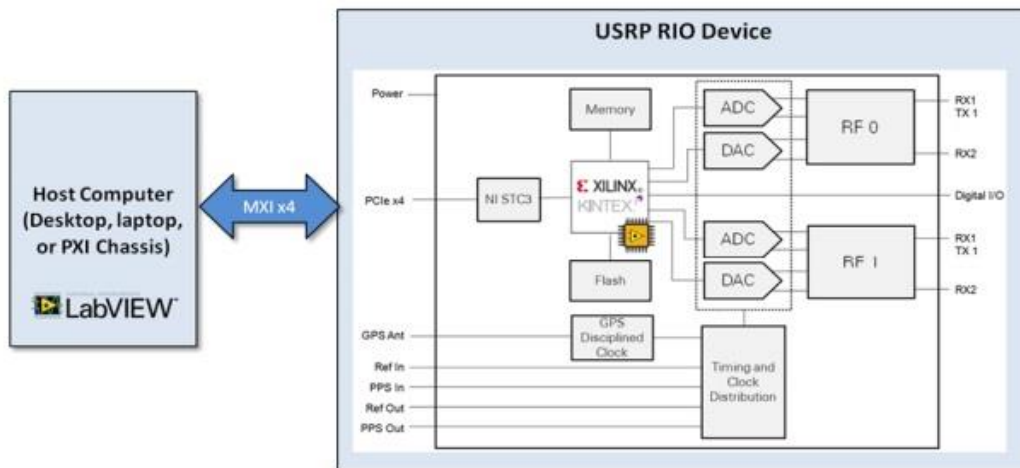 USRP RIO Device
Host Computer
(Desktop, laptop,
or PXI Chassis)
LabVIEW™
MXI x4
Power
PCIe x4
GPS Ant
Ref In
PPS In
Ref Out
PPS Out
NI STC3
Memory
XILINX®
KINTEX
Flash
GPS
Disciplined
Clock
ADC
DAC
ADC
DAC
Timing and
Clock
Distribution
RF 0
RF 1
RX1
TX 1
RX2
Digital I/O
RX1
TX 1
RX2